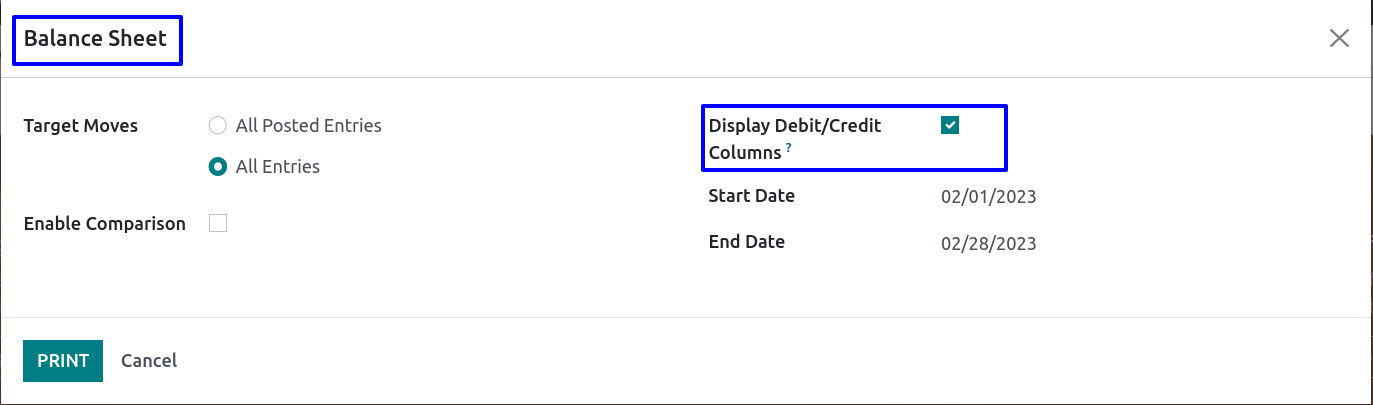 Balance Sheet
Target Moves
All Posted Entries
All Entries
Enable Comparison
Display Debit/Credit
Columns ?
Start Date 02/01/2023
End Date 02/28/2023
PRINT Cancel